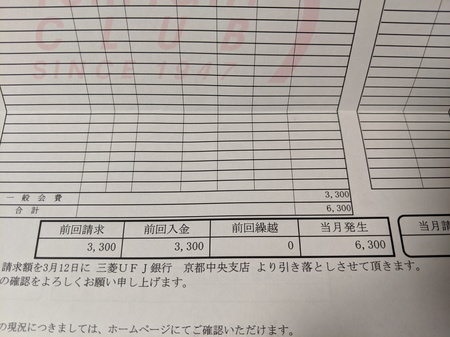 CLUB
SINCE 1947
一般会費 3,300
合計 6,300
前回請求 前回入金 前回繰越 当月発生
3,300 3,300 0 6,300
当月請
請求額を3月12日に 三菱UFJ銀行 京都中央支店 より引き落としさせて頂きます。
の確認をよろしくお願い申し上げます。
の現況につきましては、ホームページにてご確認いただけます。